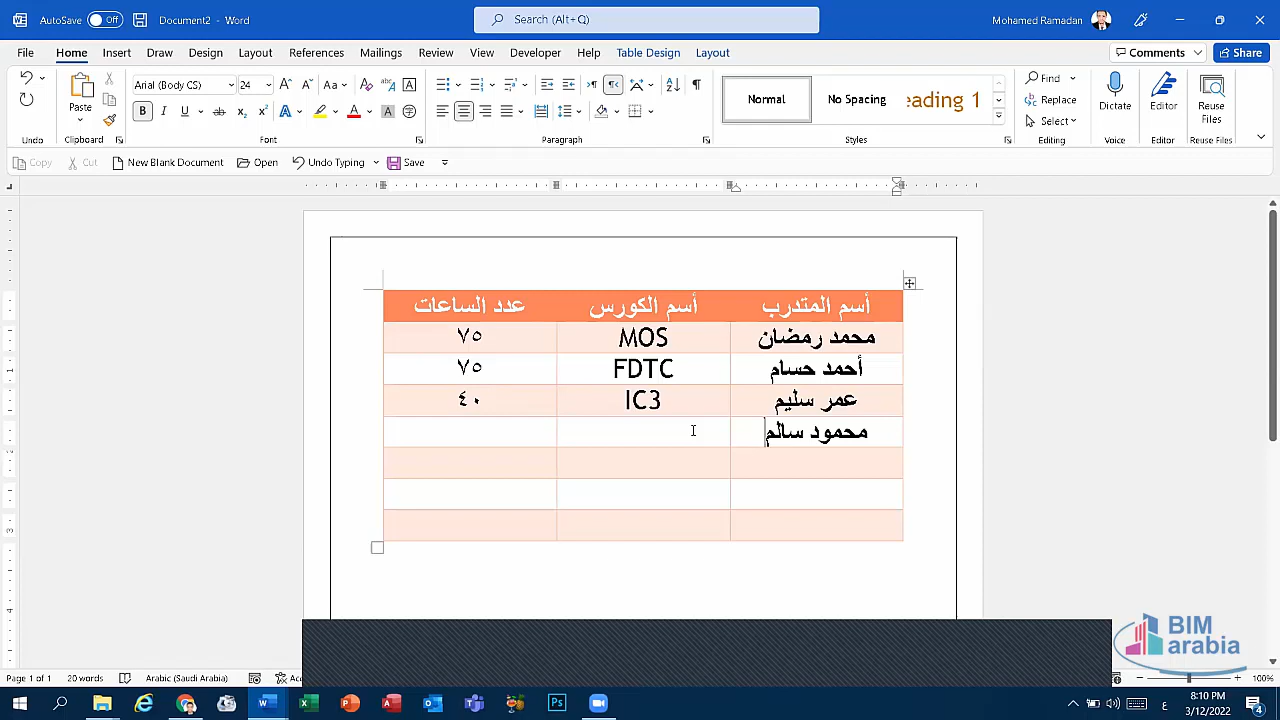 AutoSave Off Document2 - Word Search (Alt+Q) Mohamed Ramadan
File Home Insert Draw Design Layout References Mailings Review View Developer Help Table Design Layout Comments Share
Arial (Body CS) 24 Normal No Spacing eading 1
Paste Find Replace Select Dictate Editor Reuse Files
Undo Clipboard Font Paragraph Styles Editing Voice Editor Reuse Files
Copy Cut New Blank Document Open Undo Typing Save
أسم المتدرب أسم الكورس عدد الساعات
محمد رمضان MOS ٧٥
أحمد حسام FDTC ٧٥
عمر سليم IC3 ٤٠
محمود سالم
BIM
arabia
Page 1 of 1 20 words Arabic (Saudi Arabia) 100%
8:10 PM
3/12/2022